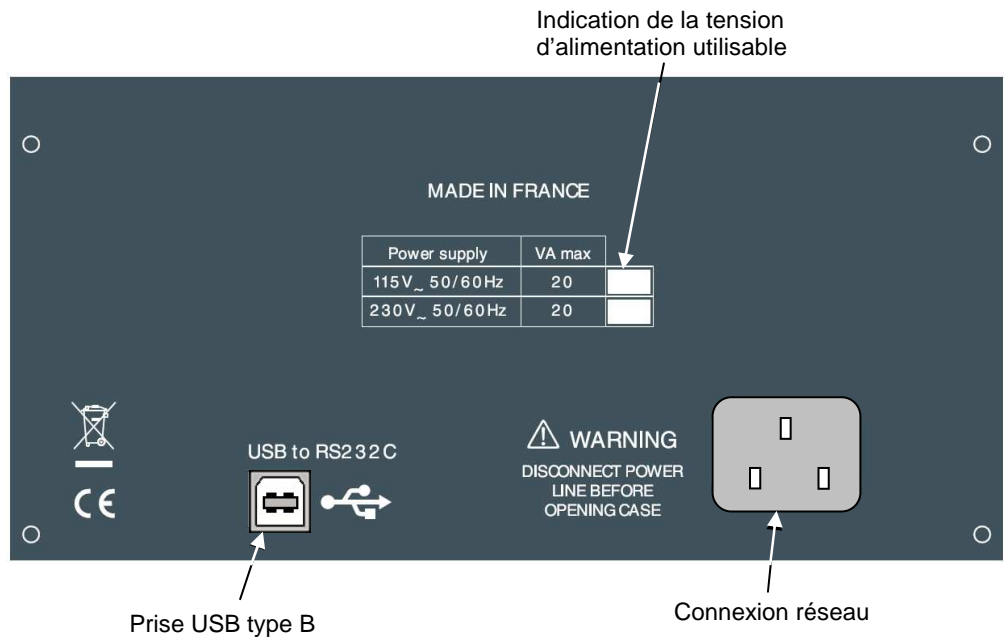 Indication de la tension
d'alimentation utilisable
MADE IN FRANCE
Power supply VA max
115V~ 50/60Hz 20
230V~ 50/60Hz 20
USB to RS232C
WARNING
DISCONNECT POWER
LINE BEFORE
OPENING CASE
CE
Prise USB type B
Connexion réseau